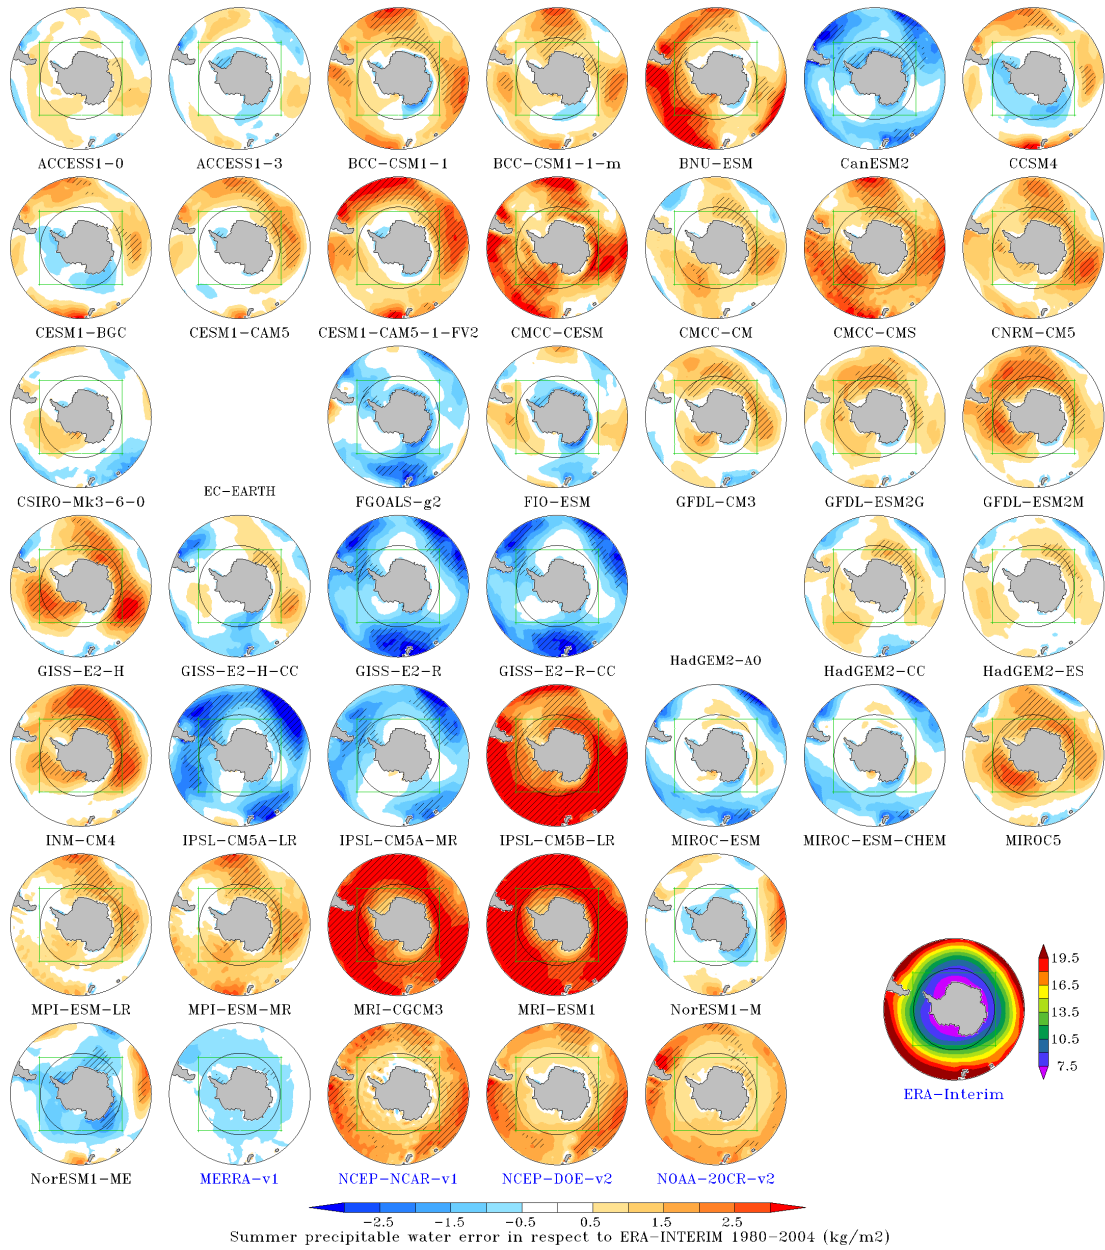 ACCESS1-0 ACCESS1-3 BCC-CSM1-1 BCC-CSM1-1-m BNU-ESM CanESM2 CCSM4
CESM1-BGC CESM1-CAM5 CESM1-CAM5-1-FV2 CMCC-CESM CMCC-CM CMCC-CMS CNRM-CM5
CSIRO-Mk3-6-0 EC-EARTH FGOALS-g2 FIO-ESM GFDL-CM3 GFDL-ESM2G GFDL-ESM2M
GISS-E2-H GISS-E2-H-CC GISS-E2-R GISS-E2-R-CC HadGEM2-AO HadGEM2-CC HadGEM2-ES
INM-CM4 IPSL-CM5A-LR IPSL-CM5A-MR IPSL-CM5B-LR MIROC-ESM MIROC-ESM-CHEM MIROC5
MPI-ESM-LR MPI-ESM-MR MRI-CGCM3 MRI-ESM1 NorESM1-M
19.5
16.5
13.5
10.5
7.5
ERA-Interim
NorESM1-ME MERRA-v1 NCEP-NCAR-v1 NCEP-DOE-v2 NOAA-20CR-v2
-2.5 -1.5 -0.5 0.5 1.5 2.5
Summer precipitable water error in respect to ERA-INTERIM 1980-2004 (kg/m2)